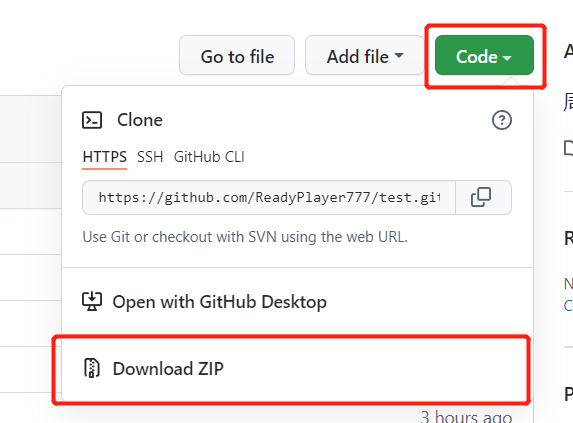 Go to file
Add file
Code
Clone
HTTPS SSH GitHub CLI
https://github.com/ReadyPlayer777/test.git
Use Git or checkout with SVN using the web URL.
Open with GitHub Desktop
Download ZIP
3 hours ago
A
R
N
C
P